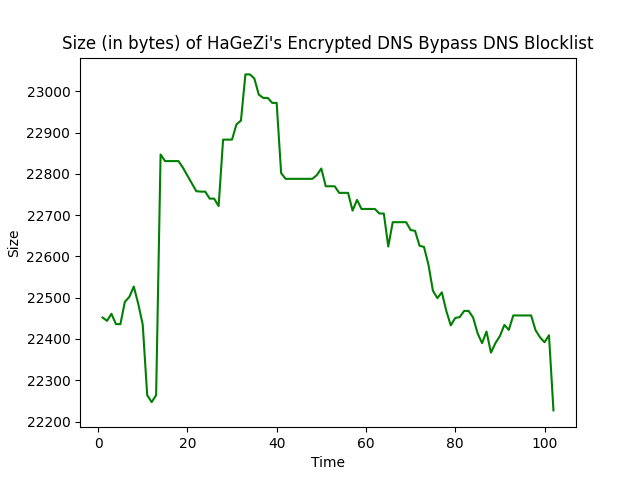 Size (in bytes) of HaGeZi's Encrypted DNS Bypass DNS Blocklist
23000
22900
22800
22700
22600
22500
22400
22300
22200
Size
0 20 40 60 80 100
Time